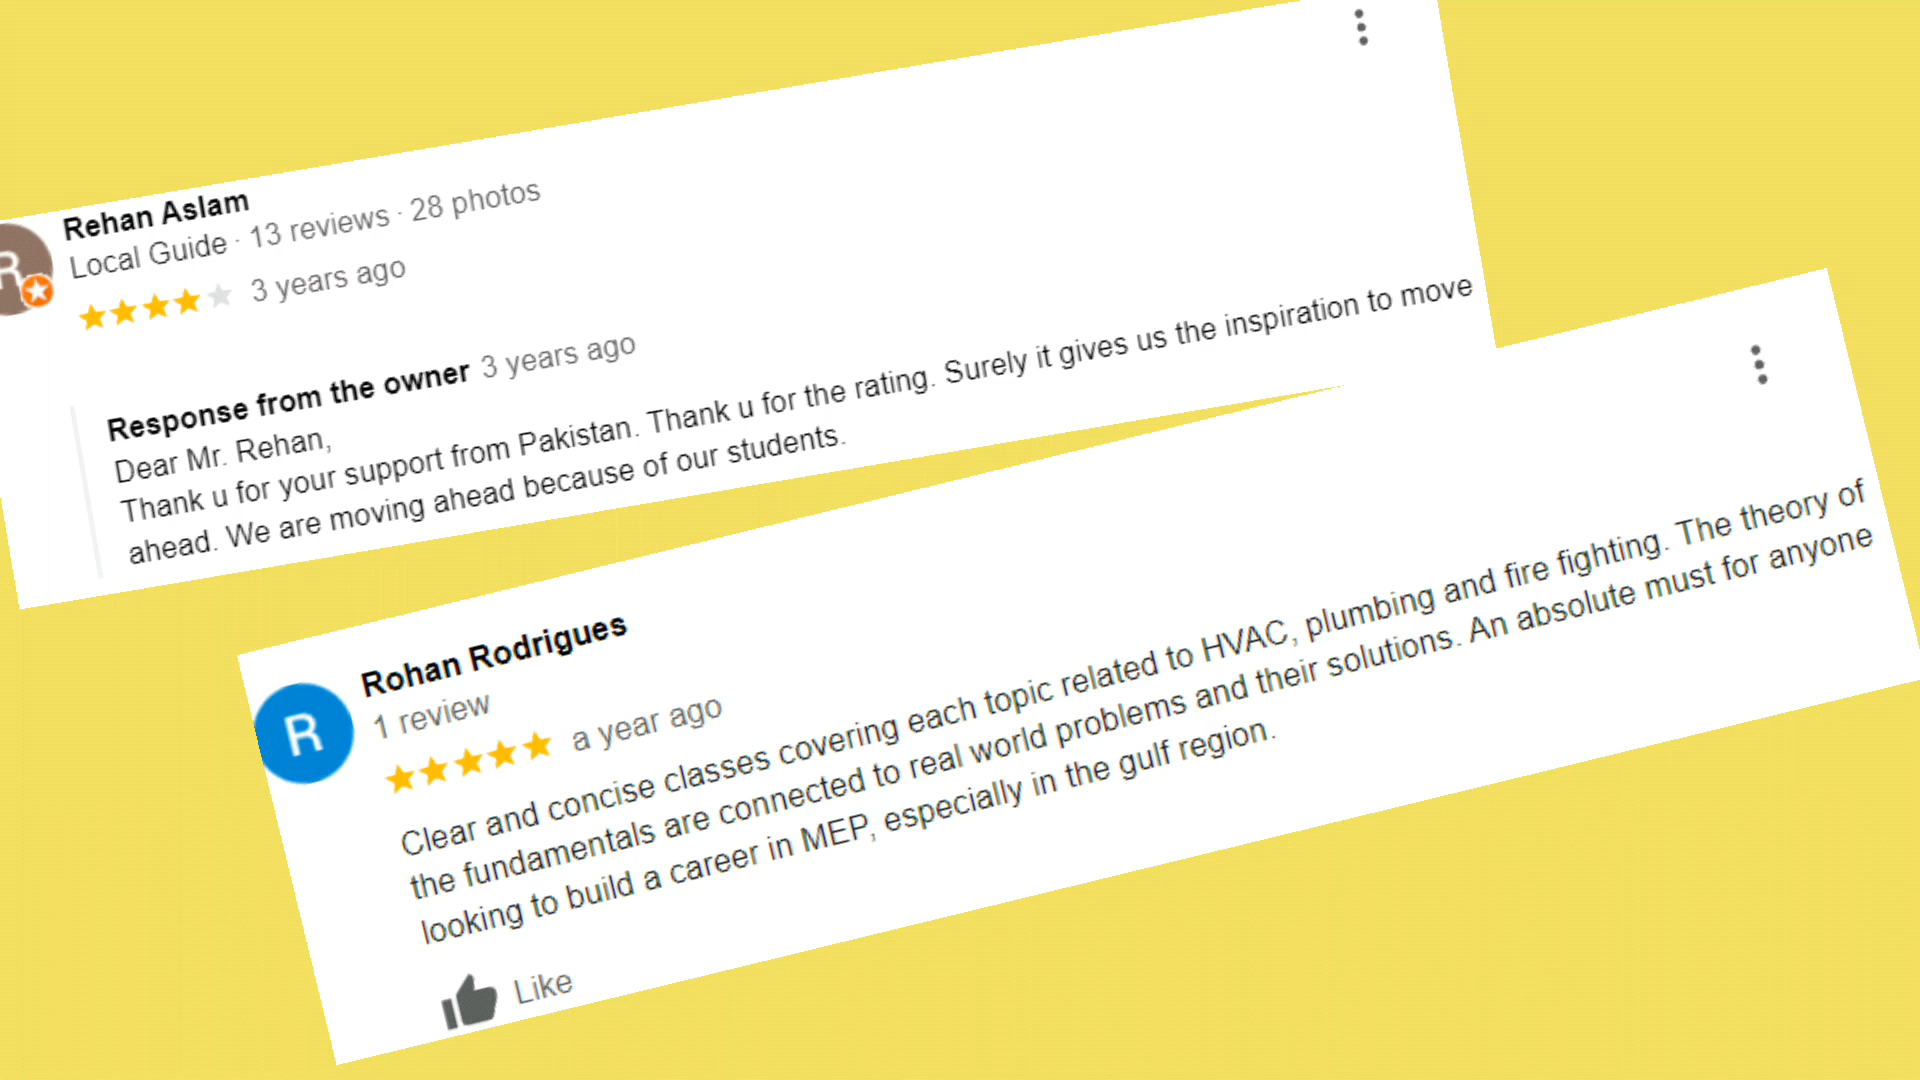 R
Rehan Aslam
Local Guide · 13 reviews · 28 photos
3 years ago
Response from the owner 3 years ago
Dear Mr. Rehan,
Thank u for your support from Pakistan. Thank u for the rating. Surely it gives us the inspiration to move
ahead. We are moving ahead because of our students.
R
Rohan Rodrigues
1 review
a year ago
Clear and concise classes covering each topic related to HVAC, plumbing and fire fighting. The theory of
the fundamentals are connected to real world problems and their solutions. An absolute must for anyone
looking to build a career in MEP, especially in the gulf region.
Like